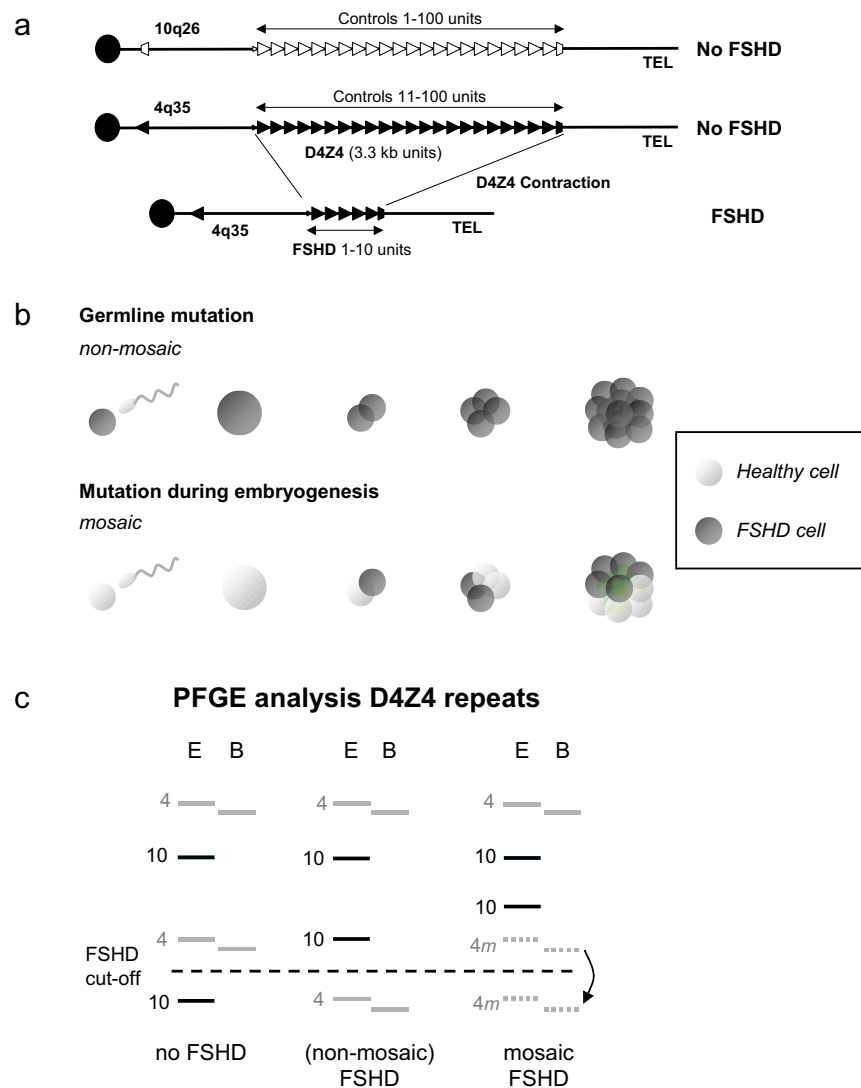 a
Controls 1-100 units
10q26
TEL
No FSHD
Controls 11-100 units
4q35
D4Z4 (3.3 kb units)
TEL
No FSHD
D4Z4 Contraction
4q35
TEL
FSHD 1-10 units
FSHD
b
Germline mutation
non-mosaic
Mutation during embryogenesis
mosaic
Healthy cell
FSHD cell
c
PFGE analysis D4Z4 repeats
E B E B E B
4 4 4
10 10 10
10
4 10 4m
FSHD
cut-off
10 4 4m
no FSHD
(non-mosaic)
FSHD
mosaic
FSHD